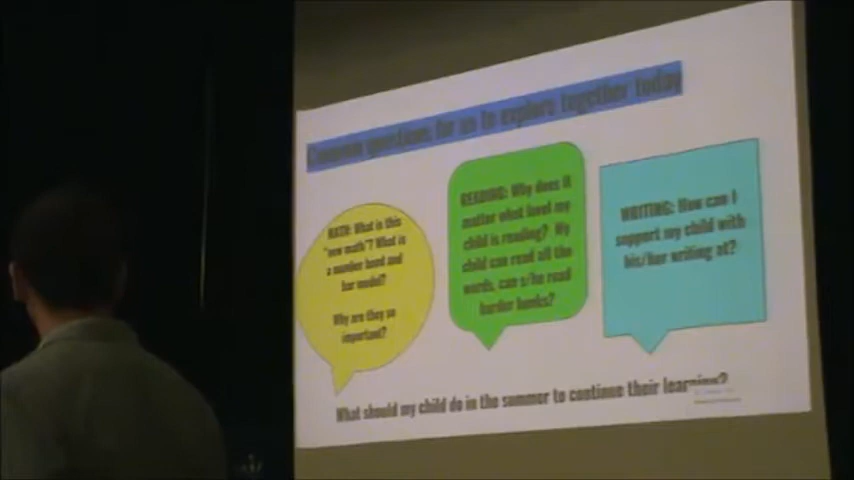 Common questions for us to explore together today
MATH: What is this
"new math"? What is
a number bond and
bar model?
Why are they so
important?
READING: Why does it
matter what level my
child is reading? My
child can read all the
words, can s/he read
harder books?
WRITING: How can I
support my child with
his/her writing at?
What should my child do in the summer to continue their learning?